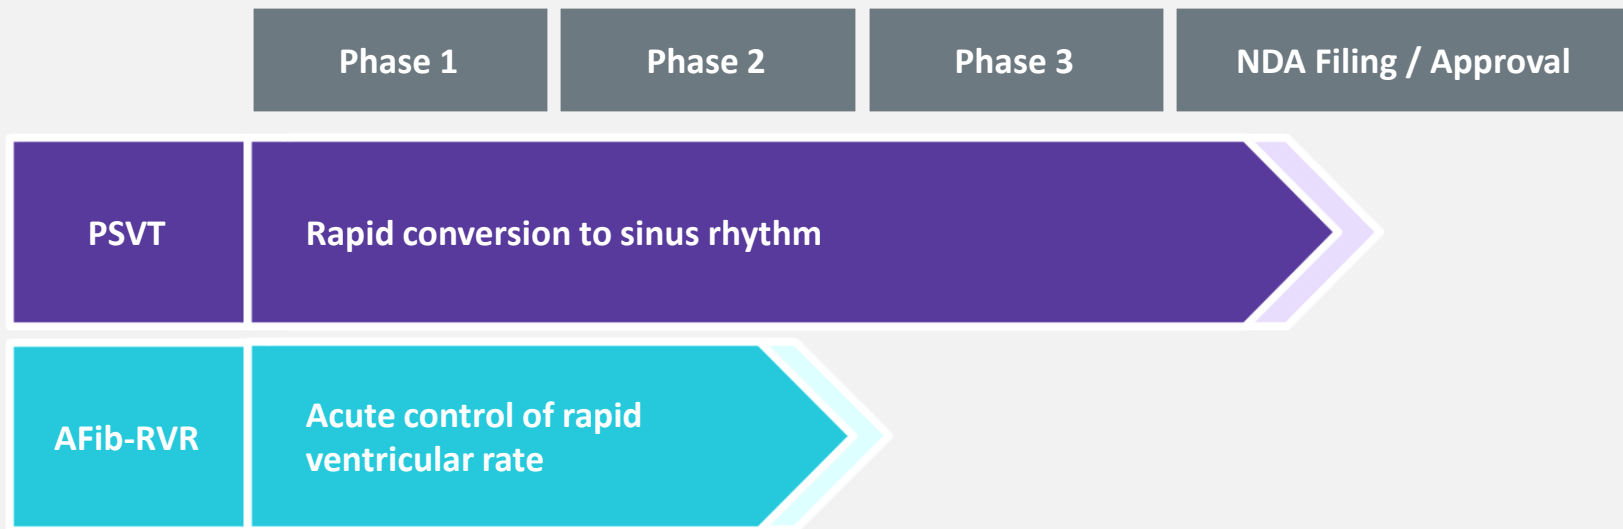 Phase 1
Phase 2
Phase 3
NDA Filing / Approval
PSVT
Rapid conversion to sinus rhythm
AFib-RVR
Acute control of rapid
ventricular rate